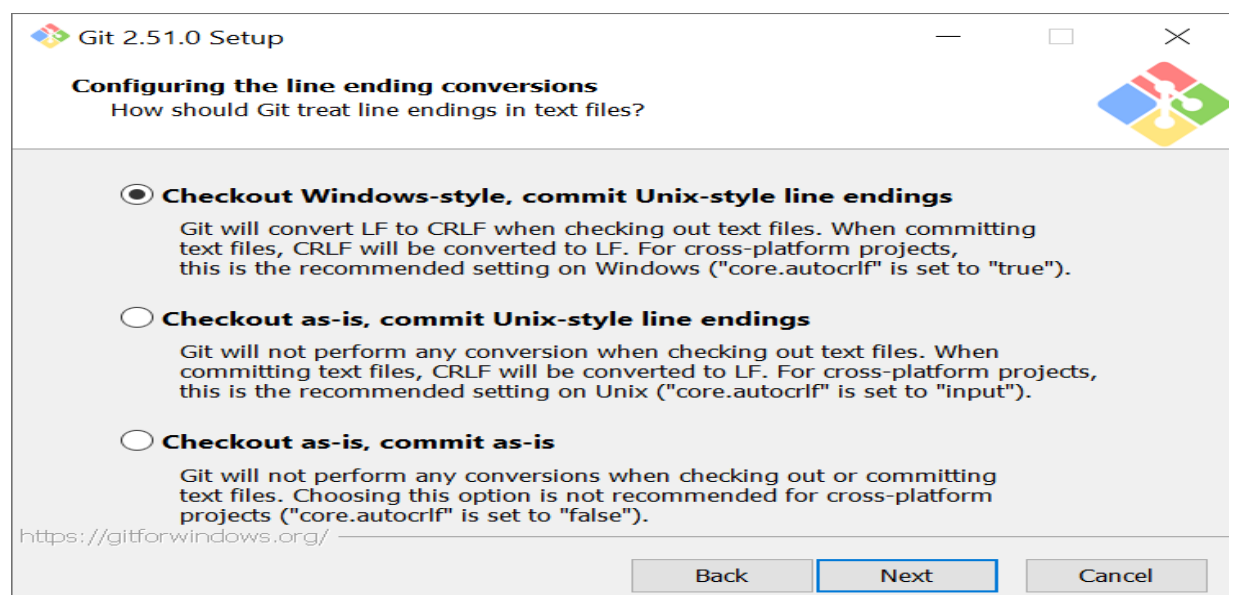 Git 2.51.0 Setup
Configuring the line ending conversions
How should Git treat line endings in text files?
Checkout Windows-style, commit Unix-style line endings
Git will convert LF to CRLF when checking out text files. When committing
text files, CRLF will be converted to LF. For cross-platform projects,
this is the recommended setting on Windows ("core.autocrlf" is set to "true").
Checkout as-is, commit Unix-style line endings
Git will not perform any conversion when checking out text files. When
committing text files, CRLF will be converted to LF. For cross-platform projects,
this is the recommended setting on Unix ("core.autocrlf" is set to "input").
Checkout as-is, commit as-is
Git will not perform any conversions when checking out or committing
text files. Choosing this option is not recommended for cross-platform
projects ("core.autocrlf" is set to "false").
https://gitforwindows.org/
Back Next Cancel